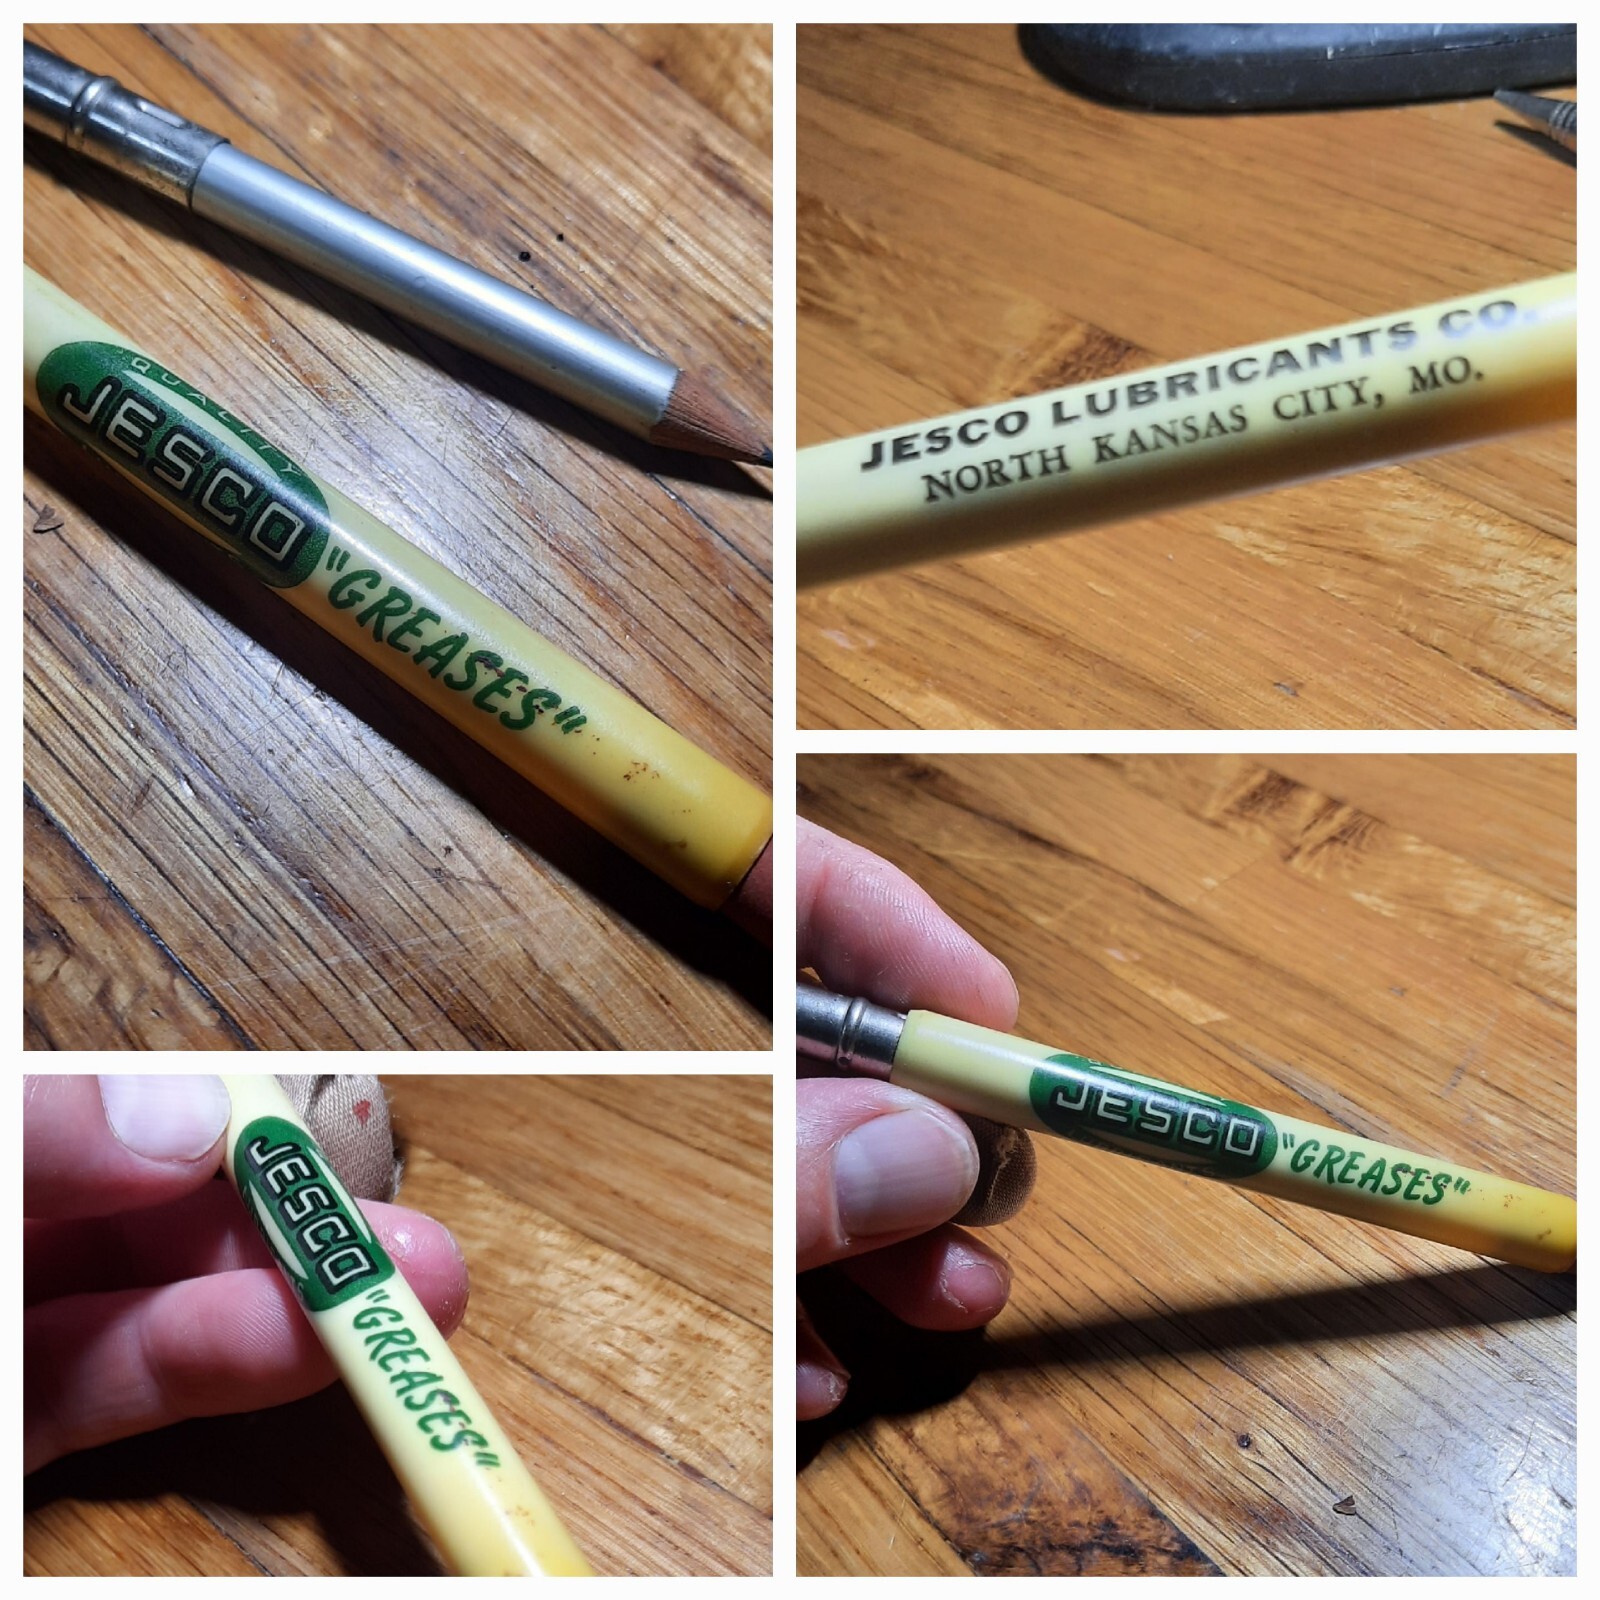 QUALITY
JESCO
"GREASES"
JESCO LUBRICANTS CO.
NORTH KANSAS CITY, MO.
JESCO
"GREASES"
JESCO
"GREASES"